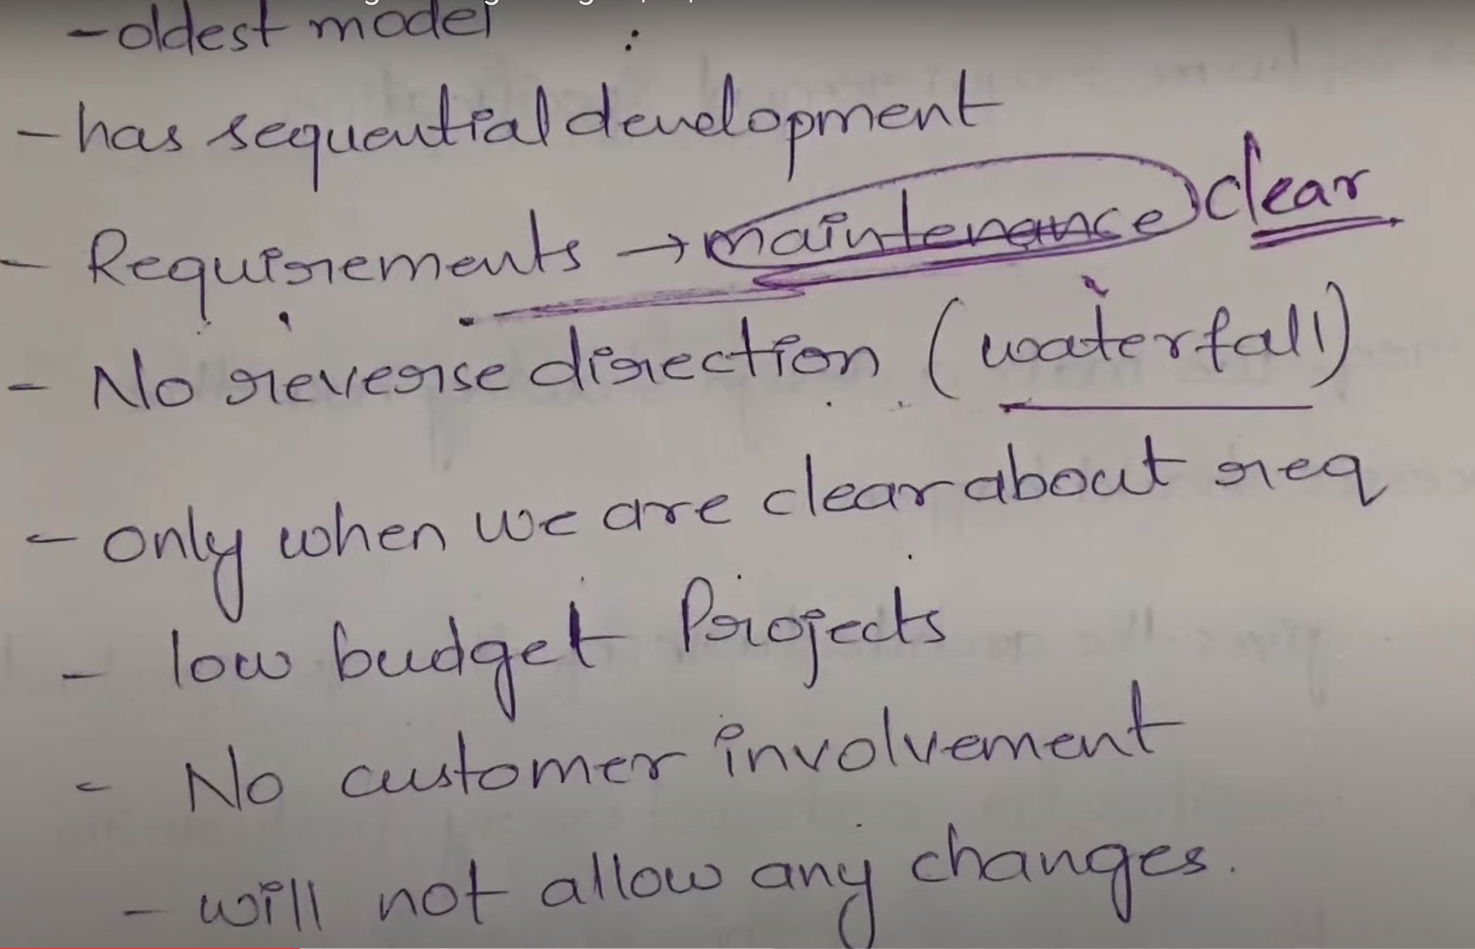 - oldest model
- has sequential development
- Requirements → maintenance clear
- No reverse direction (waterfall)
- only when we are clear about req
- low budget Projects
- No customer involvement
- will not allow any changes.